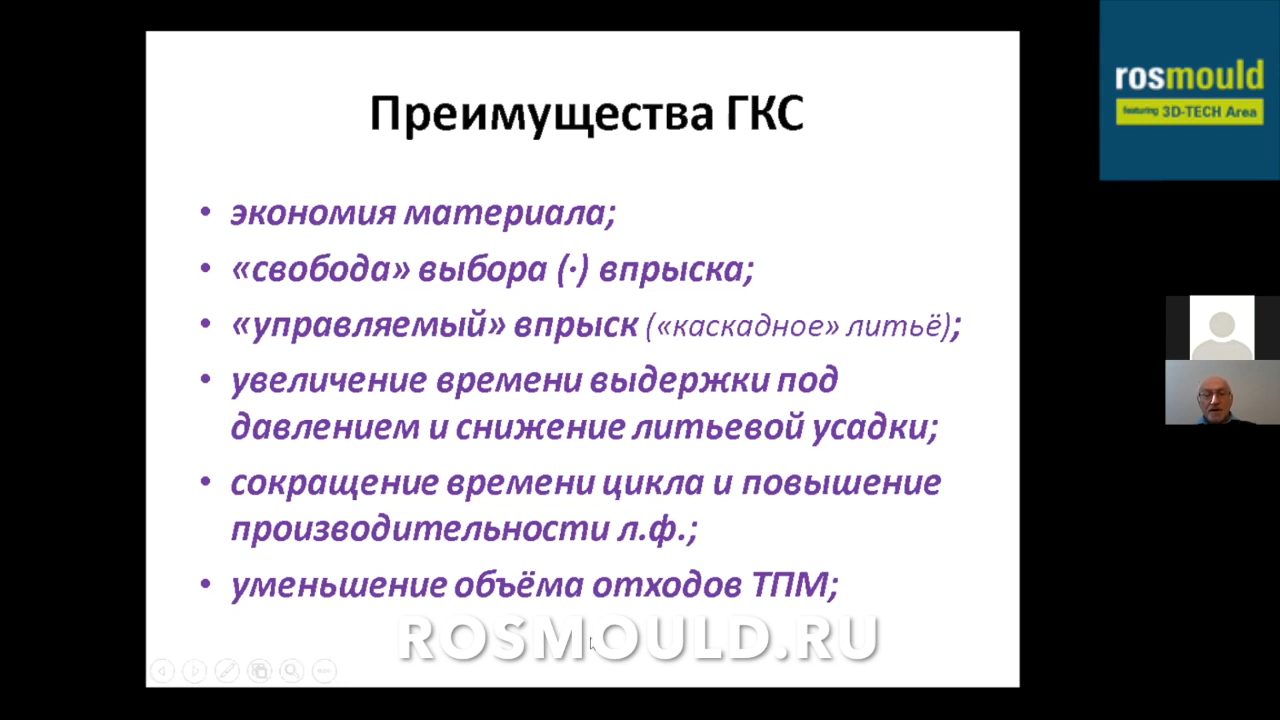 Преимущества ГКС
• экономия материала;
• «свобода» выбора (·) впрыска;
• «управляемый» впрыск («каскадное» литьё);
• увеличение времени выдержки под
давлением и снижение литьевой усадки;
• сокращение времени цикла и повышение
производительности л.ф.;
• уменьшение объёма отходов ТПМ;
ROSMOULD.RU
rosmould
featuring 3D-TECH Area